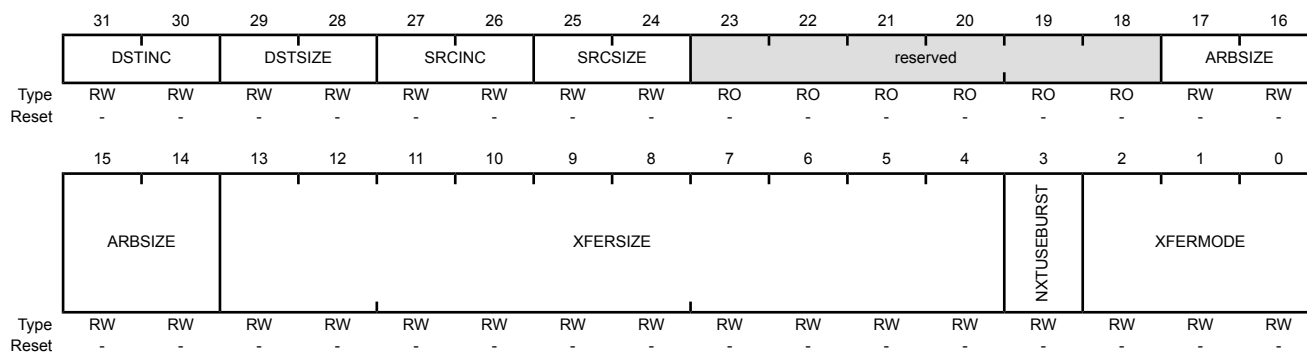 31 30 29 28 27 26 25 24 23 22 21 20 19 18 17 16
DSTINC DSTSIZE SRCINC SRCSIZE reserved ARBSIZE
Type RW RW RW RW RW RW RW RW RO RO RO RO RO RO RW RW
Reset - - - - - - - - - - - - - - - -
15 14 13 12 11 10 9 8 7 6 5 4 3 2 1 0
ARBSIZE XFERSIZE NXTUSEBURST XFERMODE
Type RW RW RW RW RW RW RW RW RW RW RW RW RW RW RW RW
Reset - - - - - - - - - - - - - - - -